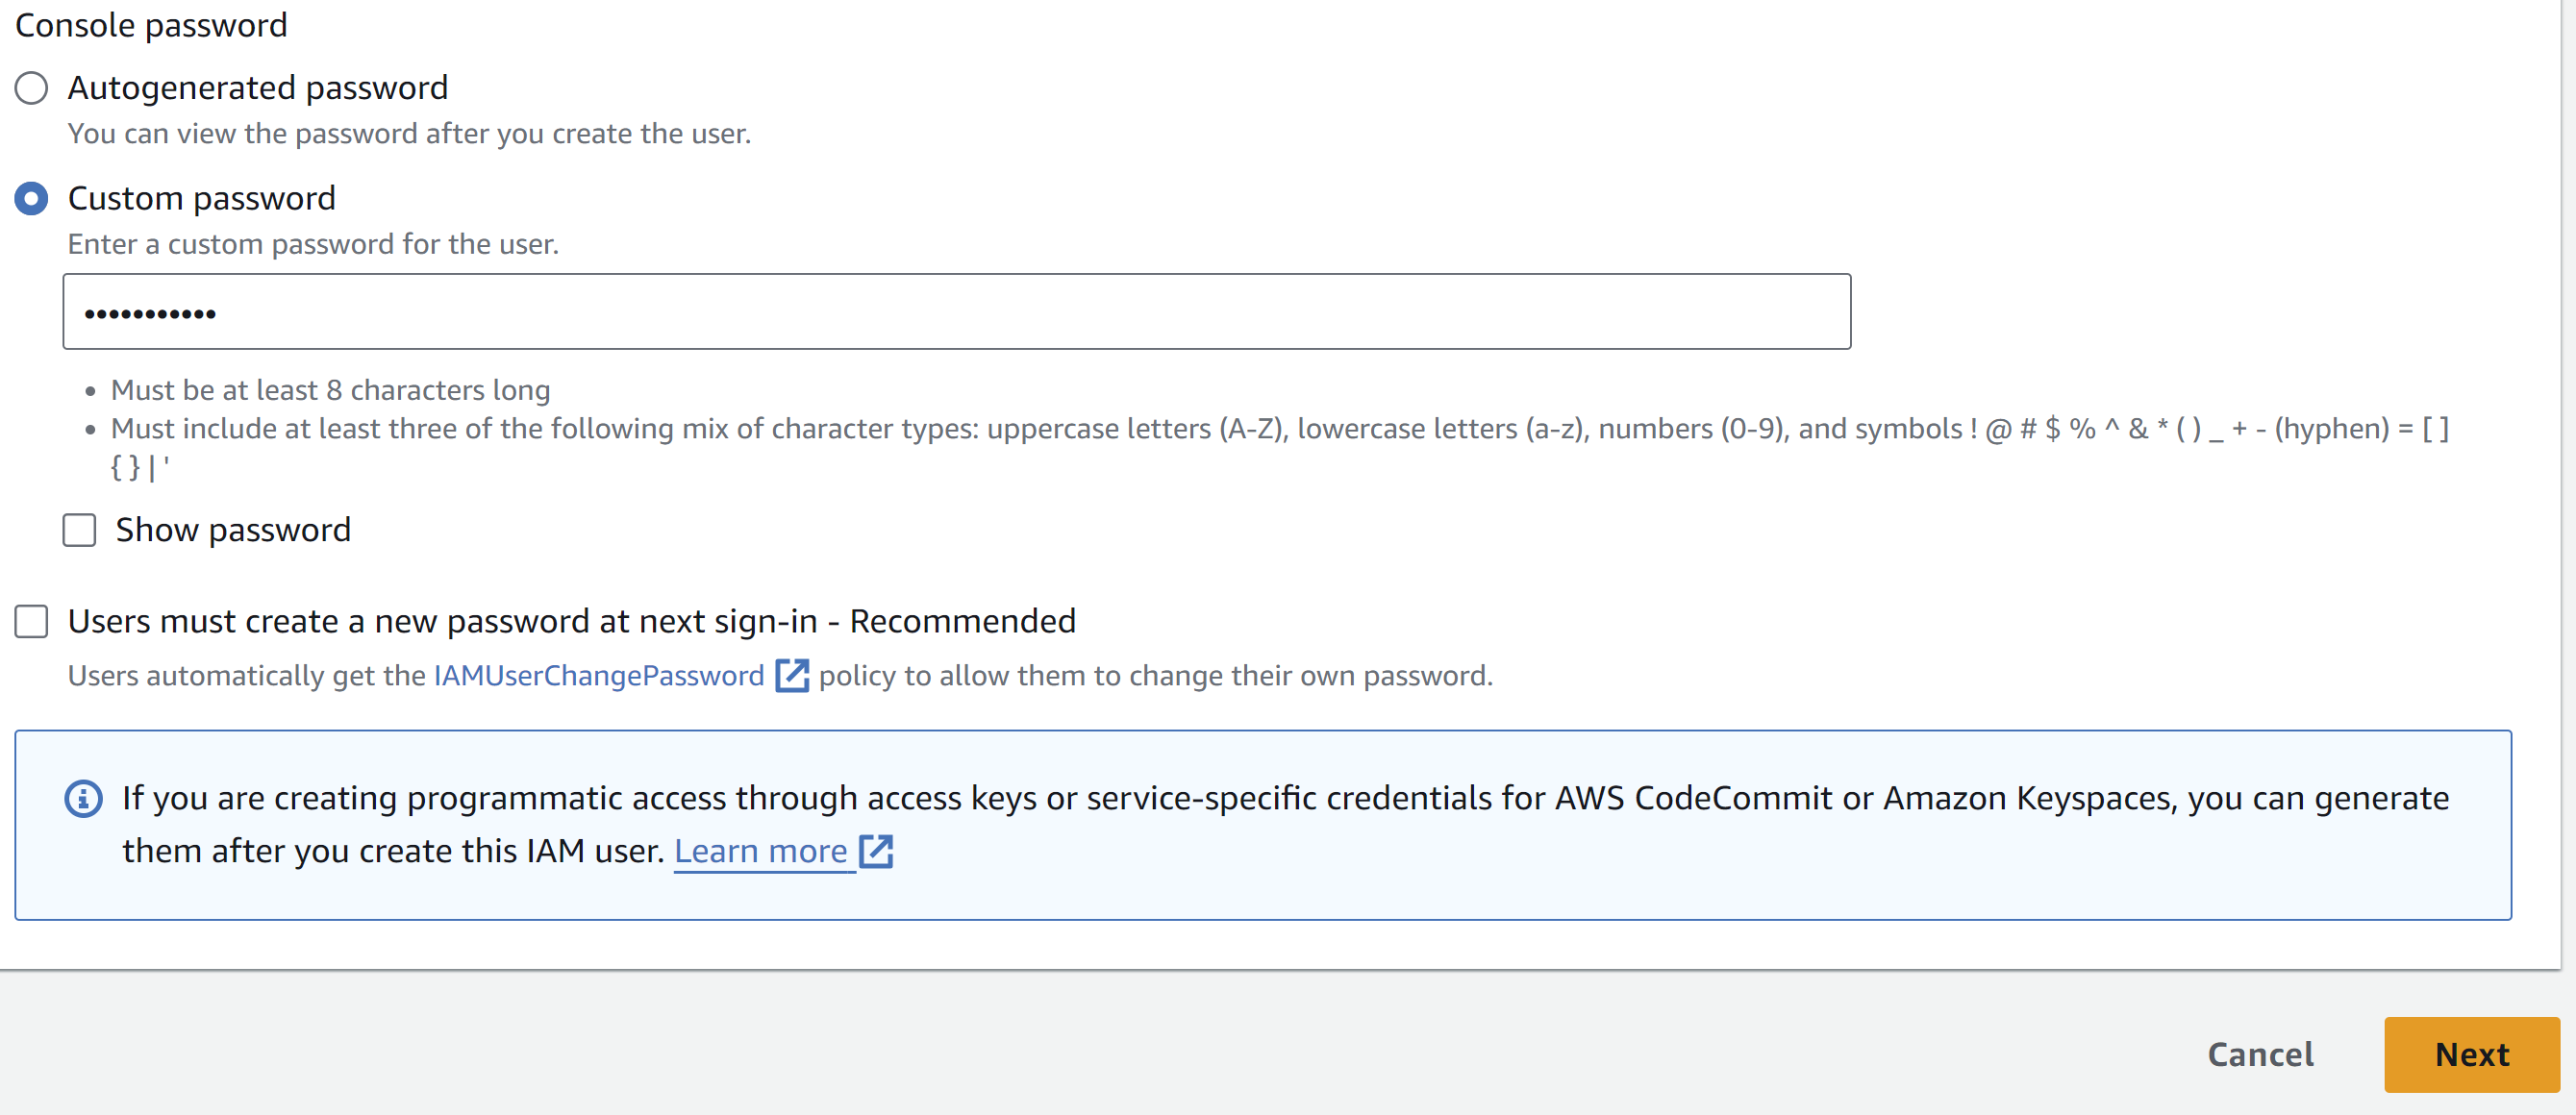 Console password
Autogenerated password
You can view the password after you create the user.
Custom password
Enter a custom password for the user.
•••••••••••
• Must be at least 8 characters long
• Must include at least three of the following mix of character types: uppercase letters (A-Z), lowercase letters (a-z), numbers (0-9), and symbols ! @ # $ % ^ & * ( ) _ + - (hyphen) = [ ]
{ } | '
Show password
Users must create a new password at next sign-in - Recommended
Users automatically get the IAMUserChangePassword policy to allow them to change their own password.
If you are creating programmatic access through access keys or service-specific credentials for AWS CodeCommit or Amazon Keyspaces, you can generate
them after you create this IAM user. Learn more
Cancel Next